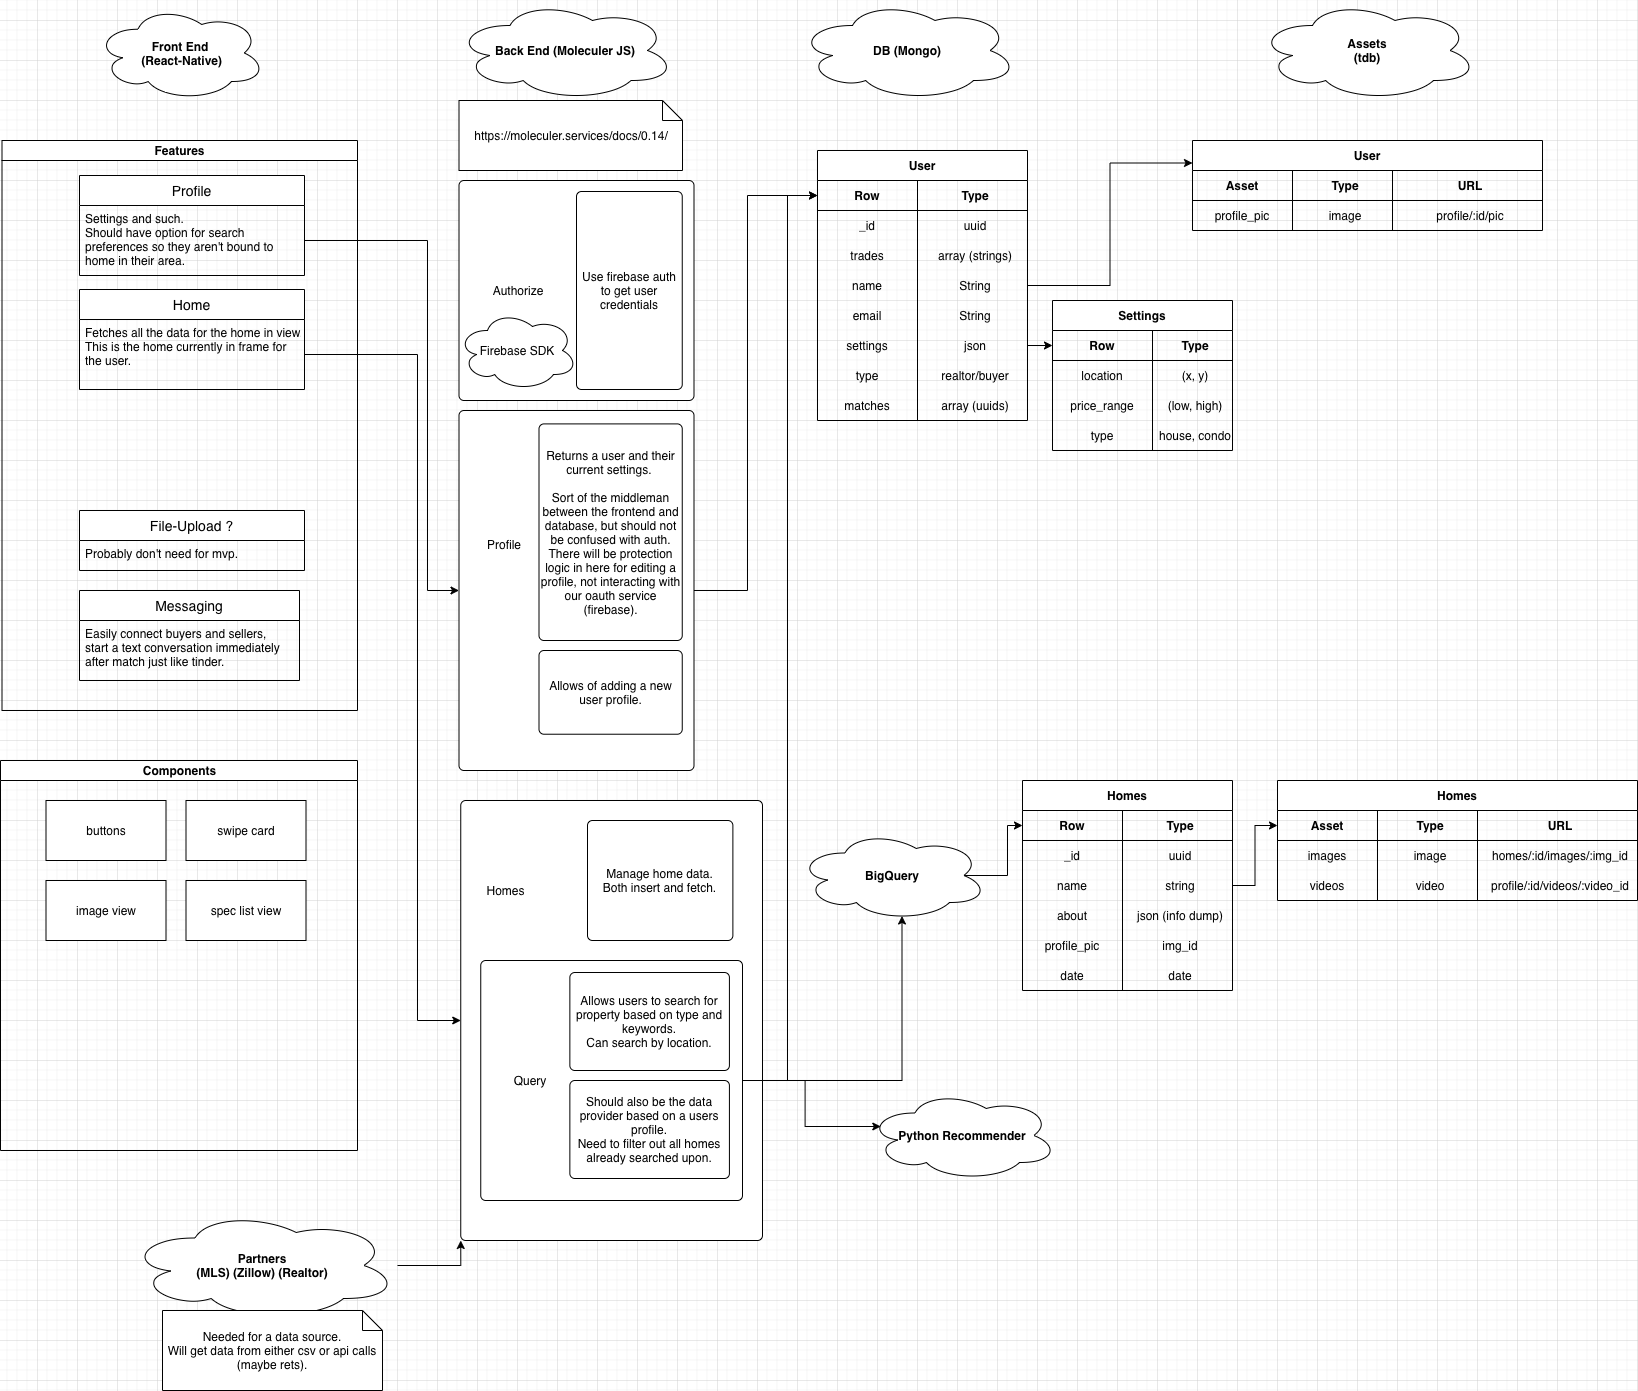 Front End
(React-Native)
Back End (Moleculer JS)
DB (Mongo)
Assets
(tdb)
https://moleculer.services/docs/0.14/
Features
Profile
Settings and such.
Should have option for search
preferences so they aren't bound to
home in their area.
Home
Fetches all the data for the home in view
This is the home currently in frame for
the user.
File-Upload ?
Probably don't need for mvp.
Messaging
Easily connect buyers and sellers,
start a text conversation immediately
after match just like tinder.
Components
buttons
swipe card
image view
spec list view
Partners
(MLS) (Zillow) (Realtor)
Needed for a data source.
Will get data from either csv or api calls
(maybe rets).
Authorize
Firebase SDK
Use firebase auth
to get user
credentials
Profile
Returns a user and their
current settings.
Sort of the middleman
between the frontend and
database, but should not
be confused with auth.
There will be protection
logic in here for editing a
profile, not interacting with
our oauth service
(firebase).
Allows of adding a new
user profile.
Homes
Manage home data.
Both insert and fetch.
Query
Allows users to search for
property based on type and
keywords.
Can search by location.
Should also be the data
provider based on a users
profile.
Need to filter out all homes
already searched upon.
User
Row Type
_id uuid
trades array (strings)
name String
email String
settings json
type realtor/buyer
matches array (uuids)
Settings
Row Type
location (x, y)
price_range (low, high)
type house, condo
User
Asset Type URL
profile_pic image profile/:id/pic
BigQuery
Python Recommender
Homes
Row Type
_id uuid
name string
about json (info dump)
profile_pic img_id
date date
Homes
Asset Type URL
images image homes/:id/images/:img_id
videos video profile/:id/videos/:video_id